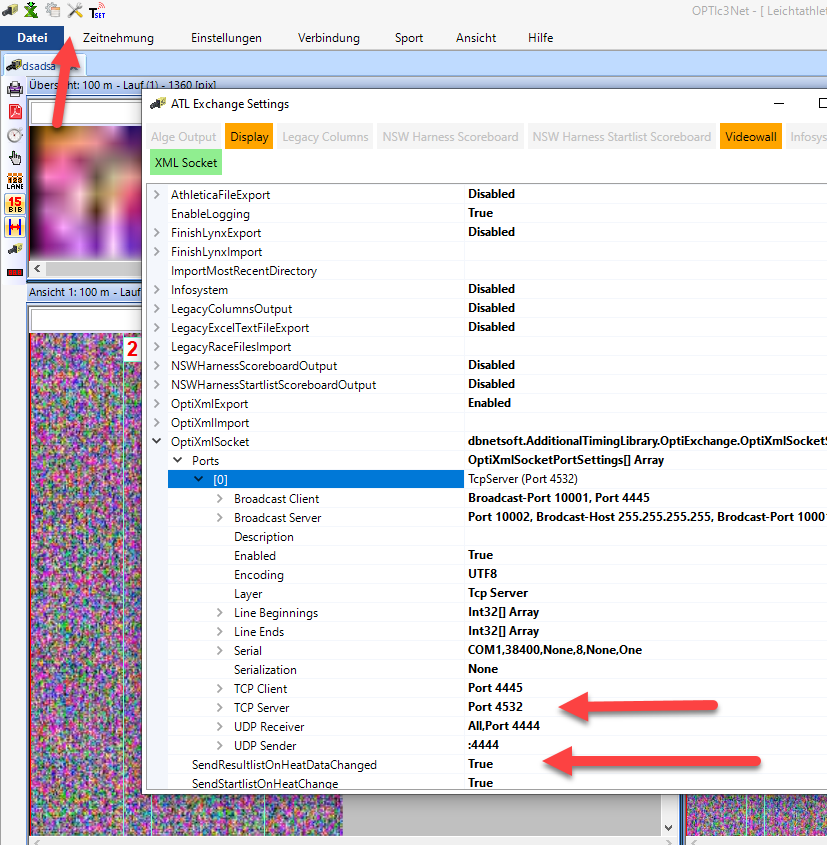 TSET
OPTIc3Net - [ Leichtathlet
Datei Zeitnehmung Einstellungen Verbindung Sport Ansicht Hilfe
dsadsa
Übersicht: 100 m - Lauf (1) - 1360 [pix]
ATL Exchange Settings
Alge Output Display Legacy Columns NSW Harness Scoreboard NSW Harness Startlist Scoreboard Videowall Infosys
XML Socket
123
LANE
15
BIB
AthleticaFileExport Disabled
EnableLogging True
FinishLynxExport Disabled
FinishLynxImport
ImportMostRecentDirectory
Infosystem Disabled
Ansicht 1: 100 m - Lauf
LegacyColumnsOutput Disabled
LegacyExcelTextFileExport Disabled
2
LegacyRaceFilesImport
NSWHarnessScoreboardOutput Disabled
NSWHarnessStartlistScoreboardOutput Disabled
OptiXmlExport Enabled
OptiXmlImport
OptiXmlSocket dbnetsoft.AdditionalTimingLibrary.OptiExchange.OptiXmlSocketS
Ports OptiXmlSocketPortSettings[] Array
[0] TcpServer (Port 4532)
Broadcast Client Broadcast-Port 10001, Port 4445
Broadcast Server Port 10002, Brodcast-Host 255.255.255.255, Brodcast-Port 10001
Description
Enabled True
Encoding UTF8
Layer Tcp Server
Line Beginnings Int32[] Array
Line Ends Int32[] Array
Serial COM1,38400,None,8,None,One
Serialization None
TCP Client Port 4445
TCP Server Port 4532
UDP Receiver All,Port 4444
UDP Sender :4444
SendResultlistOnHeatDataChanged True
SendStartlistOnHeatChange True